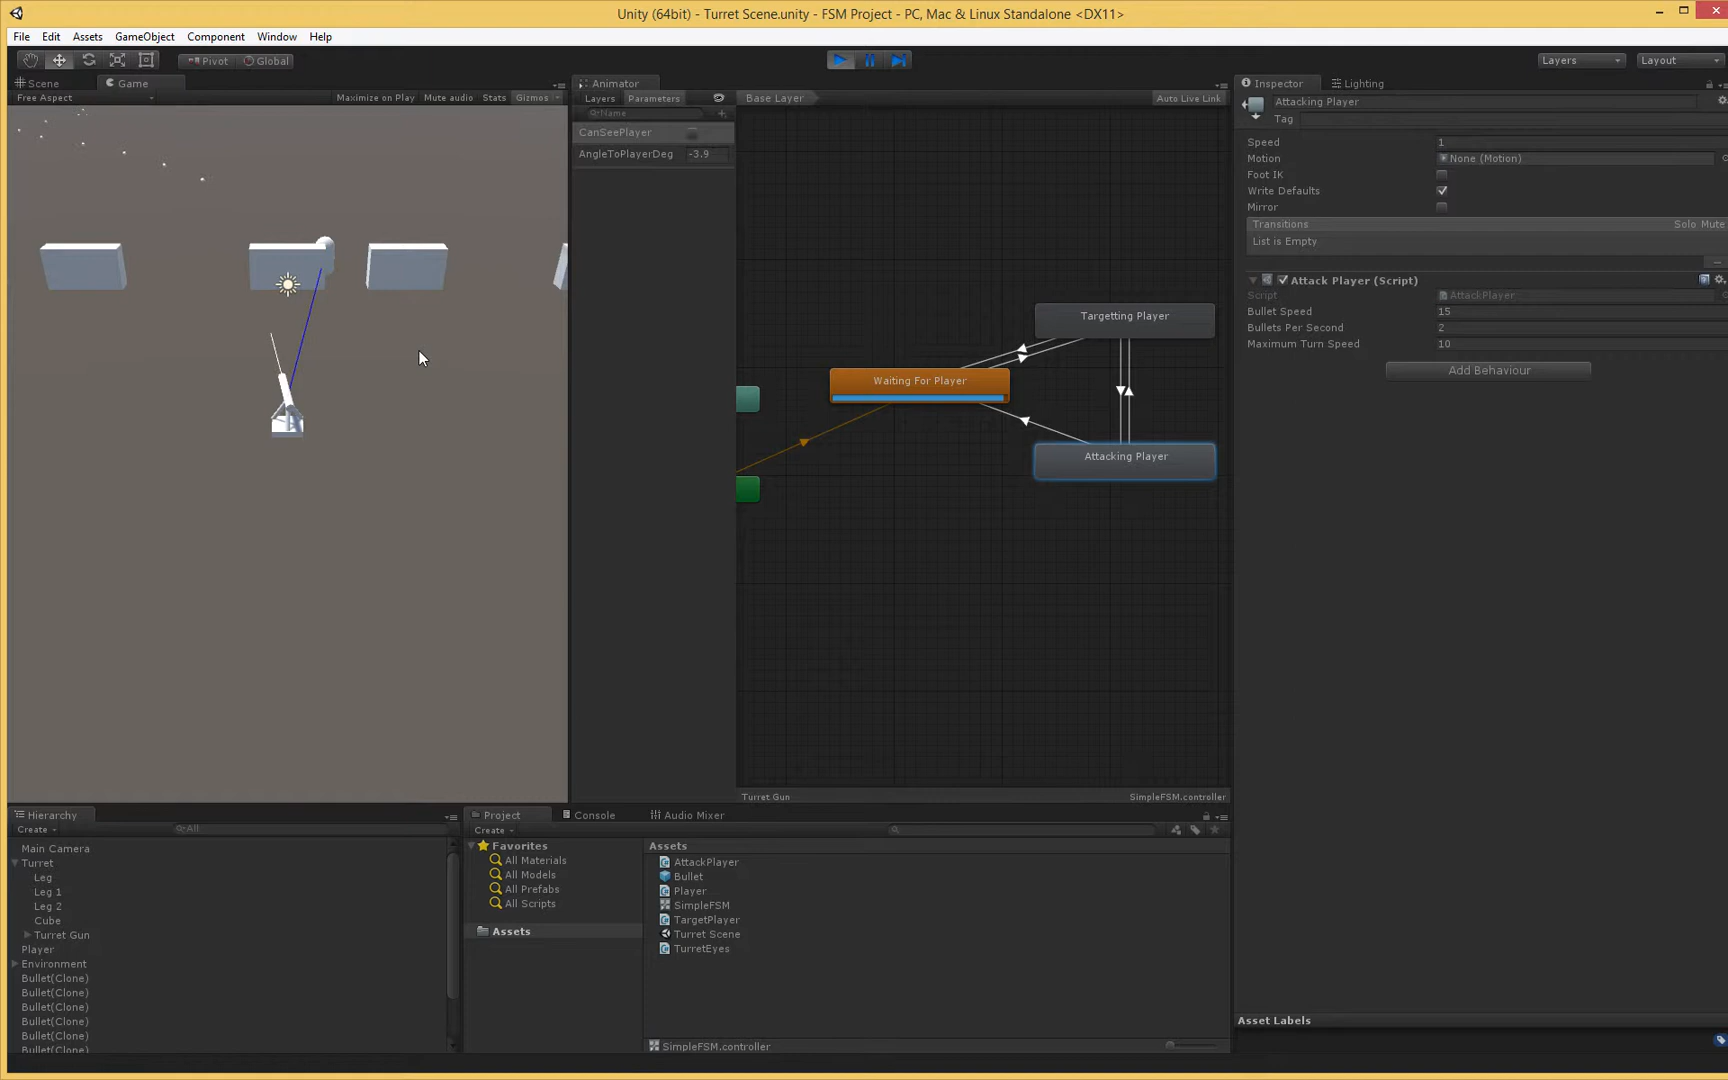 Unity (64bit) - Turret Scene.unity - FSM Project - PC, Mac & Linux Standalone <DX11>
File Edit Assets GameObject Component Window Help
Pivot Global Layers Layout
Scene Game Animator Inspector Lighting
Free Aspect Maximize on Play Mute audio Stats Gizmos Layers Parameters Base Layer Auto Live Link
Attacking Player
Name
Tag
CanSeePlayer
AngleToPlayerDeg -3.9
Speed 1
Motion None (Motion)
Foot IK
Write Defaults
Mirror
Transitions Solo Mute
List is Empty
Attack Player (Script)
Script AttackPlayer
Bullet Speed 15
Bullets Per Second 2
Maximum Turn Speed 10
Add Behaviour
Targetting Player
Waiting For Player
Attacking Player
Turret Gun SimpleFSM.controller
Hierarchy
Create All
Main Camera
Turret
Leg
Leg 1
Leg 2
Cube
Turret Gun
Player
Environment
Bullet(Clone)
Bullet(Clone)
Bullet(Clone)
Bullet(Clone)
Bullet(Clone)
Bullet(Clone)
Project Console Audio Mixer
Create
Favorites
All Materials
All Models
All Prefabs
All Scripts
Assets
Assets
AttackPlayer
Bullet
Player
SimpleFSM
TargetPlayer
Turret Scene
TurretEyes
SimpleFSM.controller
Asset Labels